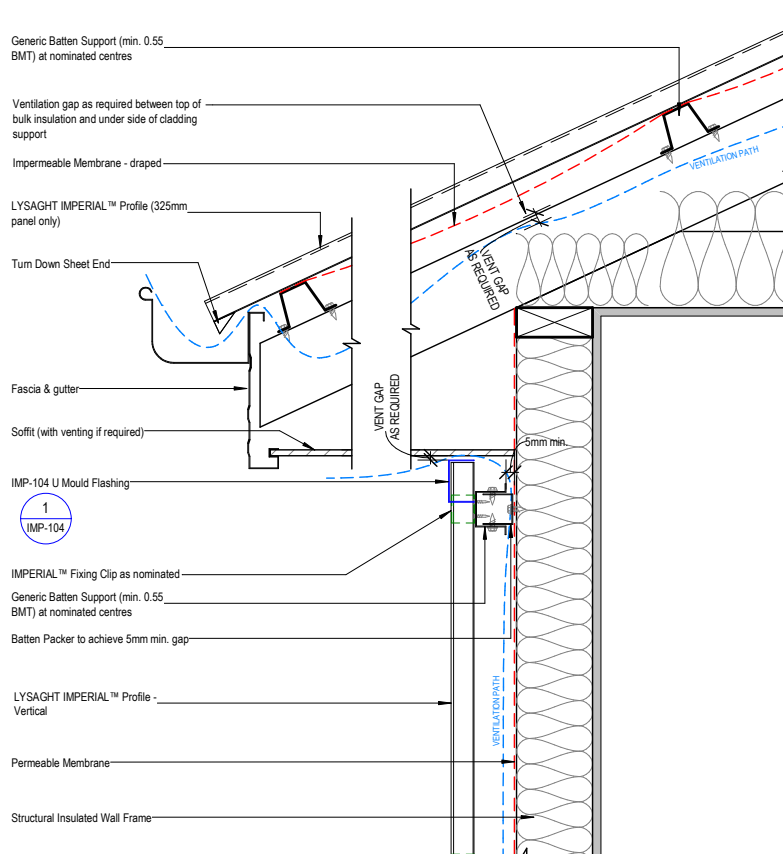 Generic Batten Support (min. 0.55
BMT) at nominated centres
Ventilation gap as required between top of
bulk insulation and under side of cladding
support
Impermeable Membrane - draped
LYSAGHT IMPERIAL™ Profile (325mm
panel only)
Turn Down Sheet End
Fascia & gutter
Soffit (with venting if required)
IMP-104 U Mould Flashing
1
IMP-104
IMPERIAL™ Fixing Clip as nominated
Generic Batten Support (min. 0.55
BMT) at nominated centres
Batten Packer to achieve 5mm min. gap
LYSAGHT IMPERIAL™ Profile -
Vertical
Permeable Membrane
Structural Insulated Wall Frame
VENTILATION PATH
VENT GAP
AS REQUIRED
VENT GAP
AS REQUIRED
5mm min.
VENTILATION PATH
4